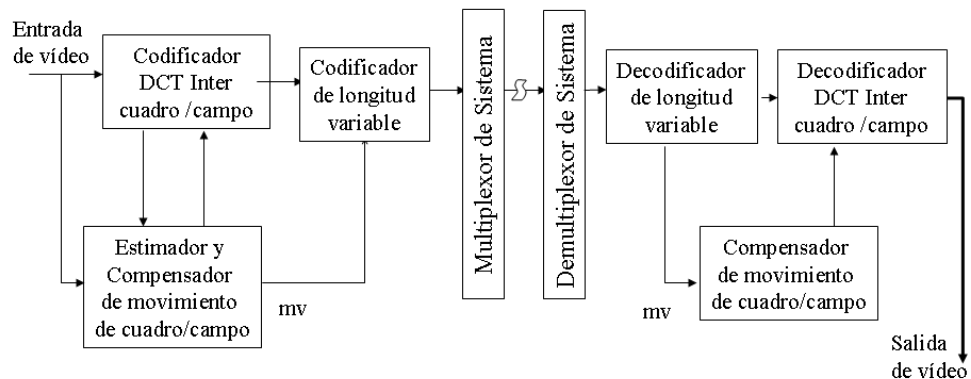 Entrada
de vídeo
Codificador
DCT Inter
cuadro /campo
Codificador
de longitud
variable
Estimador y
Compensador
de movimiento
de cuadro/campo
mv
Multiplexor de Sistema
Demultiplexor de Sistema
Decodificador
de longitud
variable
Decodificador
DCT Inter
cuadro /campo
mv
Compensador
de movimiento
de cuadro/campo
Salida
de vídeo